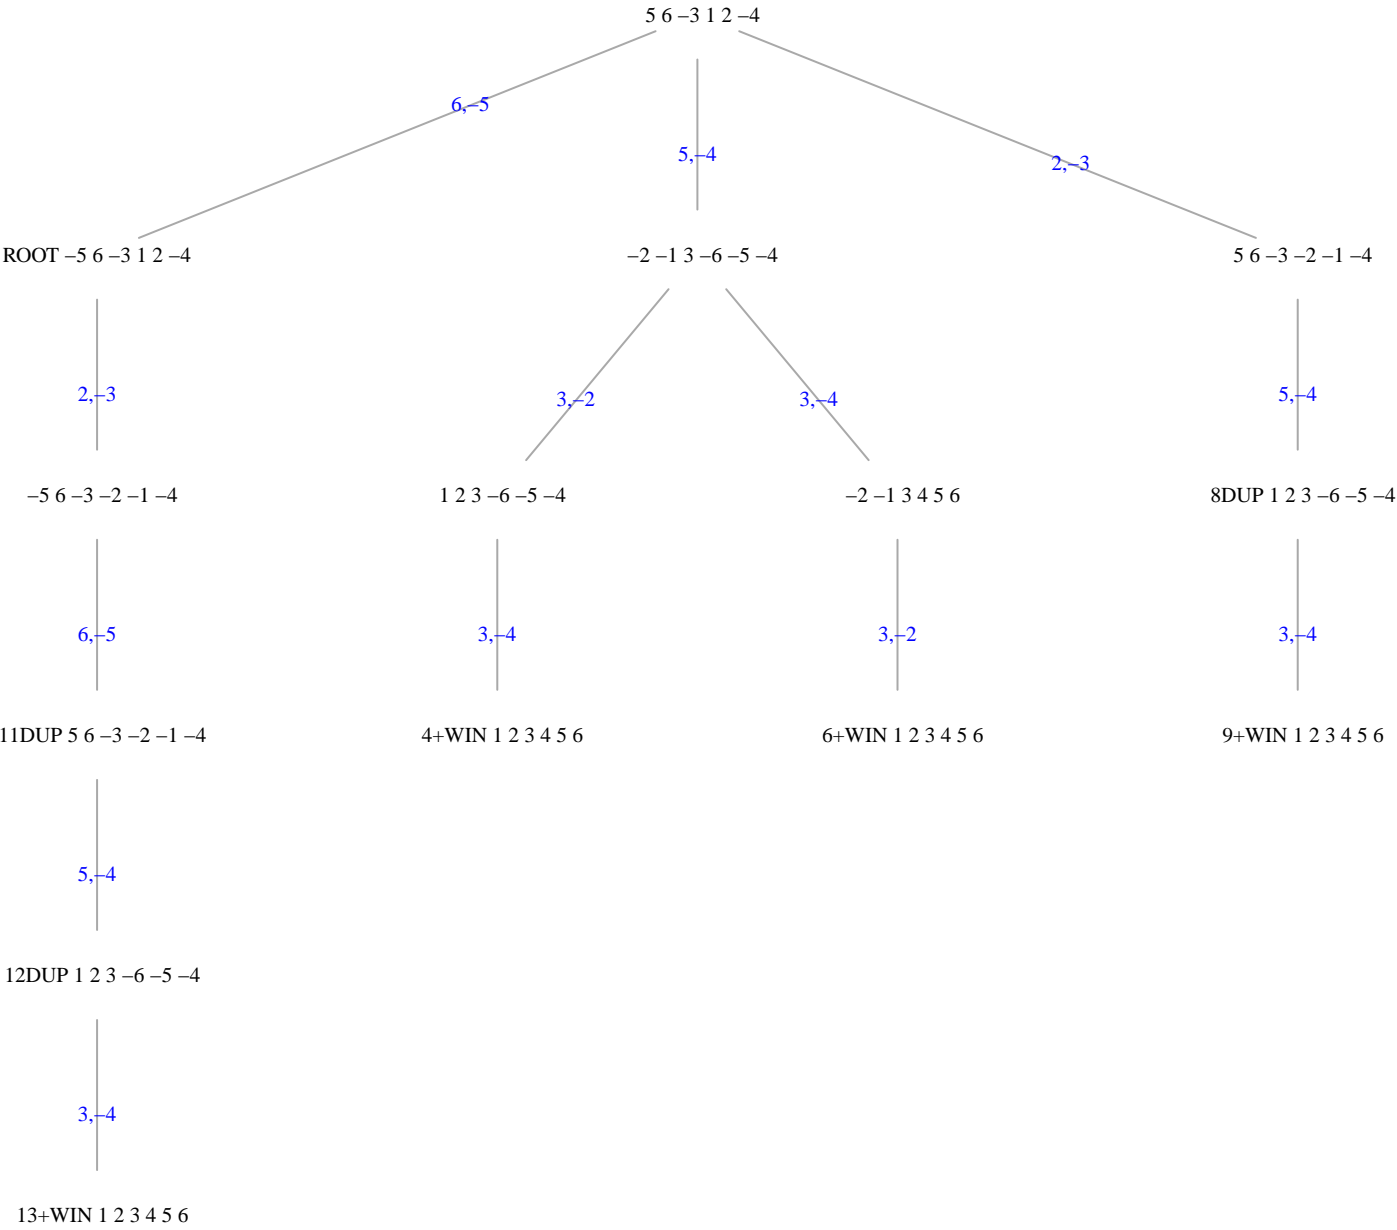 5 6 –3 1 2 –4
6,–5
5,–4
2,–3
ROOT –5 6 –3 1 2 –4
–2 –1 3 –6 –5 –4
5 6 –3 –2 –1 –4
2,–3
3,–2
3,–4
5,–4
–5 6 –3 –2 –1 –4
1 2 3 –6 –5 –4
–2 –1 3 4 5 6
8DUP 1 2 3 –6 –5 –4
6,–5
3,–4
3,–2
3,–4
11DUP 5 6 –3 –2 –1 –4
4+WIN 1 2 3 4 5 6
6+WIN 1 2 3 4 5 6
9+WIN 1 2 3 4 5 6
5,–4
12DUP 1 2 3 –6 –5 –4
3,–4
13+WIN 1 2 3 4 5 6